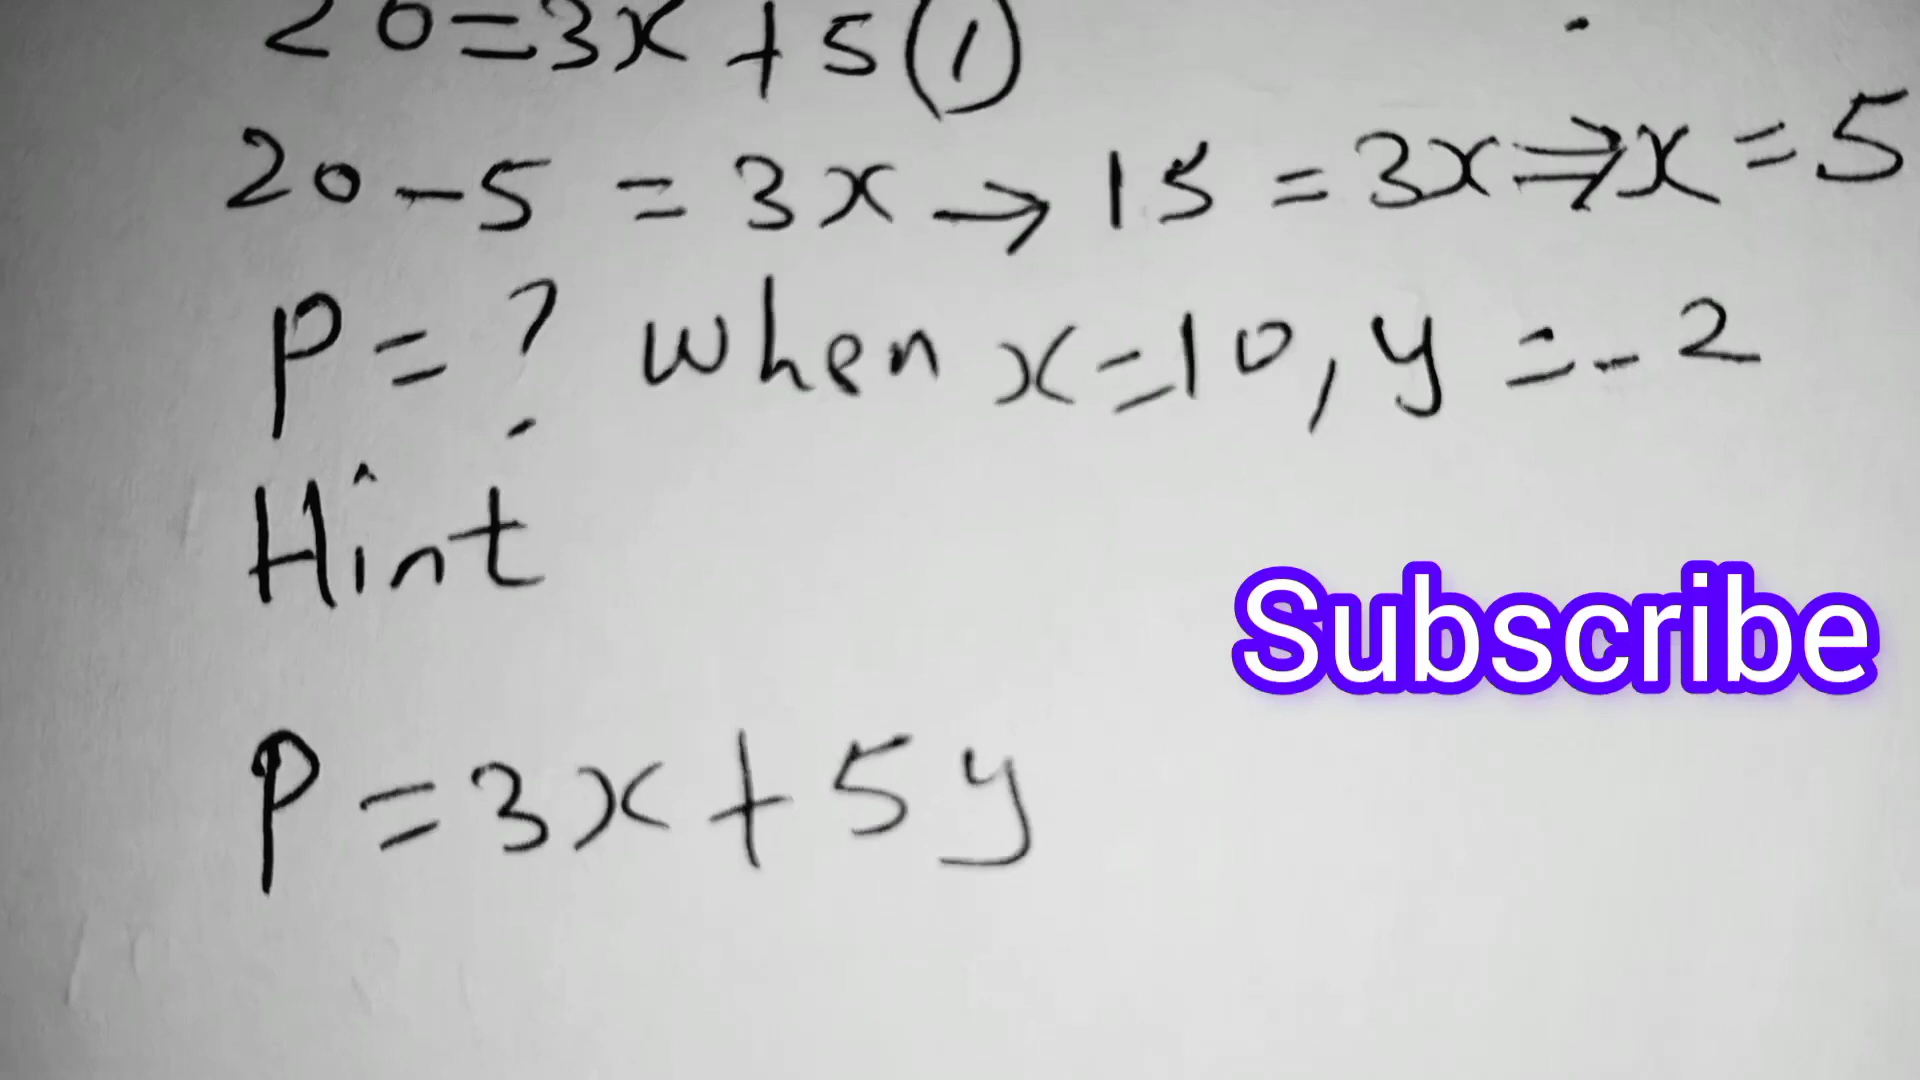 20=3x+5(1)
20-5=3x→15=3x⇒x=5
P=? when x=10,y=-2
Hint
Subscribe
P=3x+5y